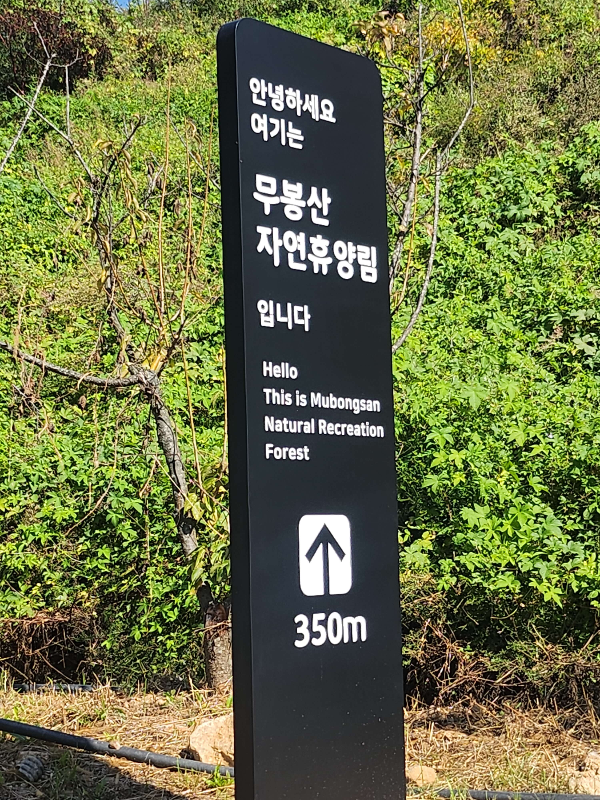 안녕하세요
여기는
무봉산
자연휴양림
입니다
Hello
This is Mubongsan
Natural Recreation
Forest
350m